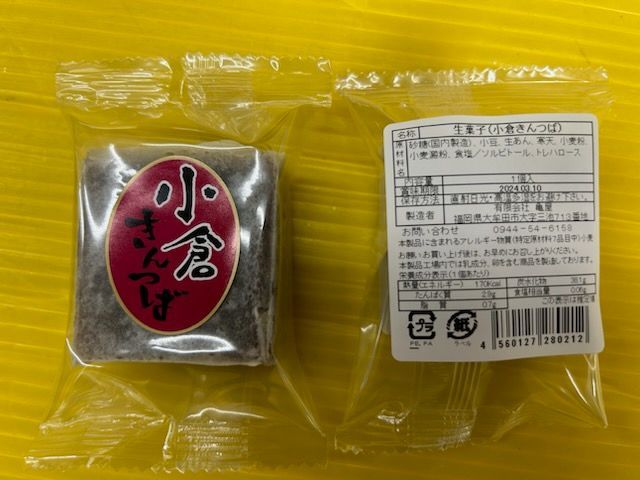 小倉
きんつば
名称 生菓子(小倉きんつば)
原材料名 砂糖(国内製造)、小豆、生あん、寒天、小麦粉、
小麦澱粉、食塩/ソルビトール、トレハロース
内容量 1個入
賞味期限 2024.03.10
保存方法 直射日光・高温多湿をお避け下さい。
製造者 有限会社 亀屋
福岡県大牟田市大字三池713番地
お問い合わせ 0944-54-6158
本製品に含まれるアレルギー物質(特定原材料7品目中)小麦
お買い上げ後は、お早めにお召し上がりください。
本製品工場内では乳成分、卵を含む商品を製造しております。
栄養成分表示(1個あたり)
熱量(エネルギー) 170Kcal 炭水化物 38.1g
たんぱく質 2.9g 食塩相当量 0.06g
脂質 0.7g この表示は推定値
プラ
PB, PA
紙
ラベル
4 560127 280212